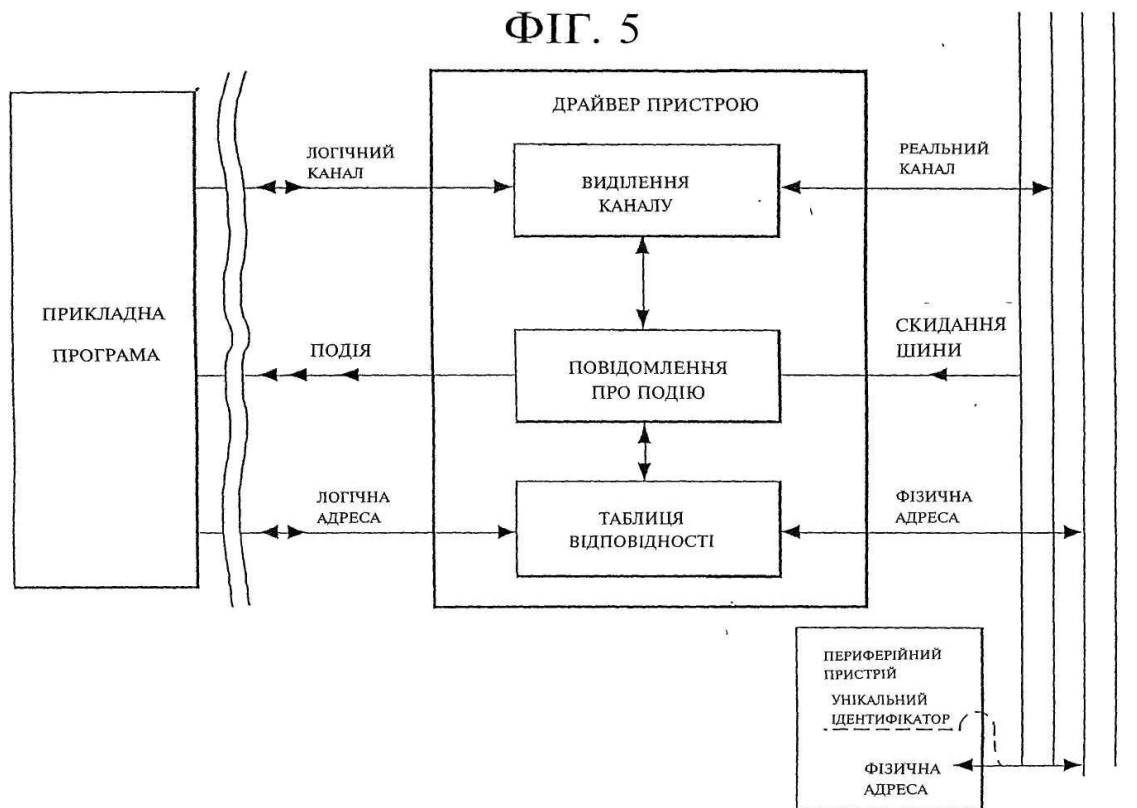 ФІГ. 5
ДРАЙВЕР ПРИСТРОЮ
ЛОГІЧНИЙ
КАНАЛ
ВИДІЛЕННЯ
КАНАЛУ
РЕАЛЬНИЙ
КАНАЛ
ПРИКЛАДНА
ПРОГРАМА
ПОДІЯ
ПОВІДОМЛЕННЯ
ПРО ПОДІЮ
СКИДАННЯ
ШИНИ
ЛОГІЧНА
АДРЕСА
ТАБЛИЦЯ
ВІДПОВІДНОСТІ
ФІЗИЧНА
АДРЕСА
ПЕРИФЕРІЙНИЙ
ПРИСТРІЙ
УНІКАЛЬНИЙ
ІДЕНТИФІКАТОР
ФІЗИЧНА
АДРЕСА